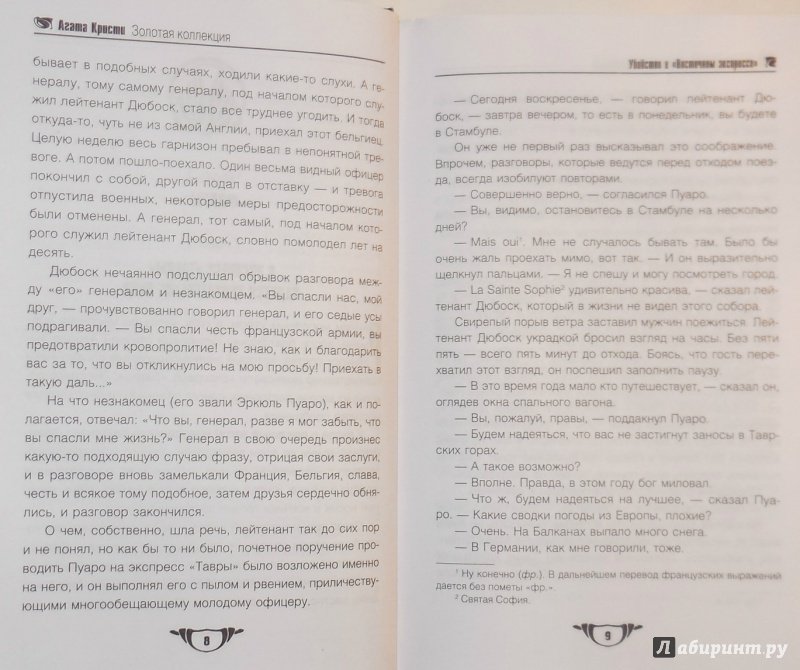 Агата Кристи Золотая коллекция
бывает в подобных случаях, ходили какие-то слухи. А ге-
нералу, тому самому генералу, под началом которого слу-
жил лейтенант Дюбоск, стало все труднее угодить. И тогда
откуда-то, чуть не из самой Англии, приехал этот бельгиец.
Целую неделю весь гарнизон пребывал в непонятной тре-
воге. А потом пошло-поехало. Один весьма видный офицер
покончил с собой, другой подал в отставку — и тревога
отпустила военных, некоторые меры предосторожности
были отменены. А генерал, тот самый, под началом кото-
рого служил лейтенант Дюбоск, словно помолодел лет на
десять.
Дюбоск нечаянно подслушал обрывок разговора меж-
ду «его» генералом и незнакомцем. «Вы спасли нас, мой
друг, — прочувствованно говорил генерал, и его седые усы
подрагивали. — Вы спасли честь французской армии, вы
предотвратили кровопролитие! Не знаю, как и благодарить
вас за то, что вы откликнулись на мою просьбу! Приехать в
такую даль...»
На что незнакомец (его звали Эркюль Пуаро), как и по-
лагается, отвечал: «Что вы, генерал, разве я мог забыть, что
вы спасли мне жизнь?» Генерал в свою очередь произнес
какую-то подходящую случаю фразу, отрицая свои заслуги,
и в разговоре вновь замелькали Франция, Бельгия, слава,
честь и всякое тому подобное, затем друзья сердечно обня-
лись, и разговор закончился.
О чем, собственно, шла речь, лейтенант так до сих пор
и не понял, но как бы то ни было, почетное поручение про-
водить Пуаро на экспресс «Тавры» было возложено именно
на него, и он выполнял его с пылом и рвением, приличеству-
ющими многообещающему молодому офицеру.
8
Убийство в «Восточном экспрессе»
— Сегодня воскресенье, — говорил лейтенант Дю-
боск, — завтра вечером, то есть в понедельник, вы будете
в Стамбуле.
Он уже не первый раз высказывал это соображение.
Впрочем, разговоры, которые ведутся перед отходом поез-
да, всегда изобилуют повторами.
— Совершенно верно, — согласился Пуаро.
— Вы, видимо, остановитесь в Стамбуле на несколько
дней?
— Mais oui¹. Мне не случалось бывать там. Было бы
очень жаль проехать мимо, вот так. — И он выразительно
щелкнул пальцами. — Я не спешу и могу посмотреть город.
— La Sainte Sophie² удивительно красива, — сказал лей-
тенант Дюбоск, который в жизни не видел этого собора.
Свирепый порыв ветра заставил мужчин поежиться. Лей-
тенант Дюбоск украдкой бросил взгляд на часы. Без пяти
пять — всего пять минут до отхода. Боясь, что гость пере-
хватил этот взгляд, он поспешил заполнить паузу.
— В это время года мало кто путешествует, — сказал он,
оглядев окна спального вагона.
— Вы, пожалуй, правы, — поддакнул Пуаро.
— Будем надеяться, что вас не застигнут заносы в Тавр-
ских горах.
— А такое возможно?
— Вполне. Правда, в этом году бог миловал.
— Что ж, будем надеяться на лучшее, — сказал Пуа-
ро. — Какие сводки погоды из Европы, плохие?
— Очень. На Балканах выпало много снега.
— В Германии, как мне говорили, тоже.
¹ Ну конечно (фр.). В дальнейшем перевод французских выражений
дается без пометы «фр.».
² Святая София.
9
Лабиринт.ру